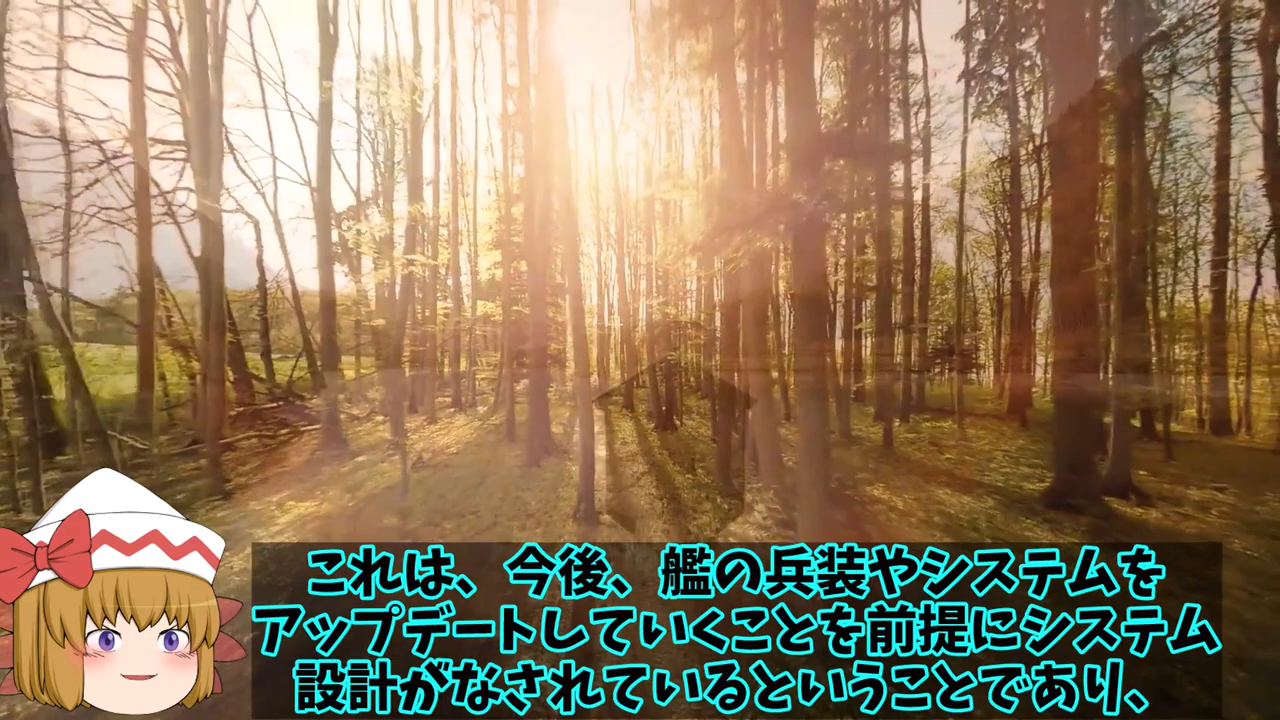 これは、今後、艦の兵装やシステムを
アップデートしていくことを前提にシステム
設計がなされているということであり、